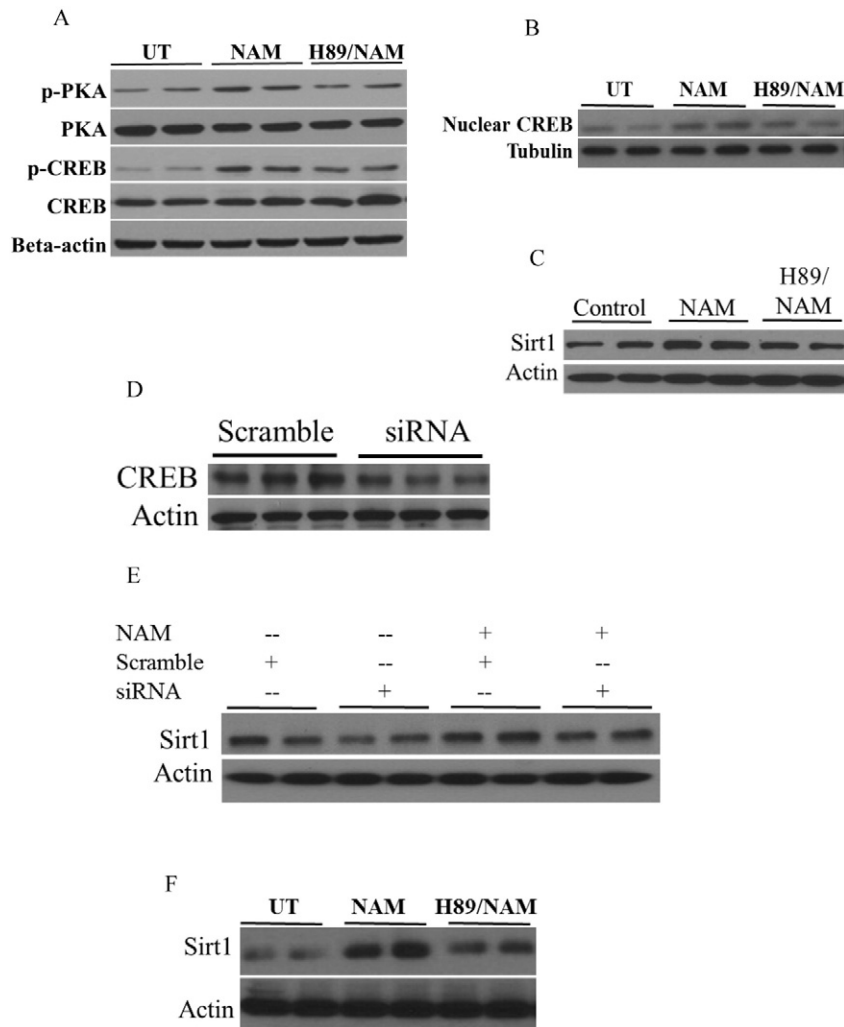 A
UT NAM H89/NAM
p-PKA
PKA
p-CREB
CREB
Beta-actin
B
UT NAM H89/NAM
Nuclear CREB
Tubulin
C
H89/
Control NAM NAM
Sirt1
Actin
D
Scramble siRNA
CREB
Actin
E
NAM -- -- + +
Scramble + -- + --
siRNA -- + -- +
Sirt1
Actin
F
UT NAM H89/NAM
Sirt1
Actin